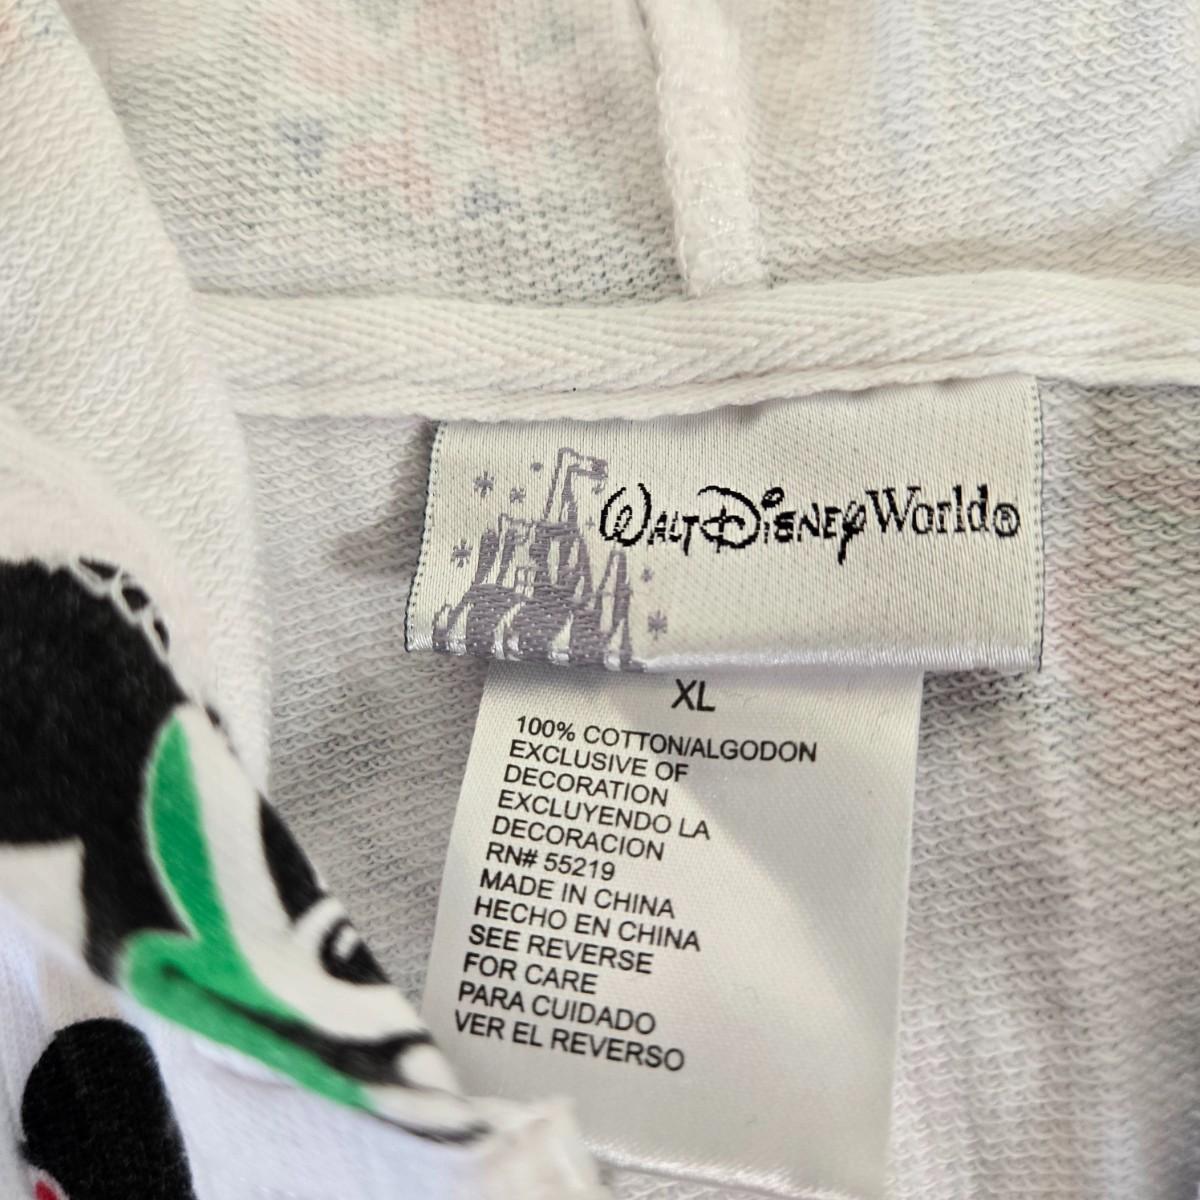 WALT DISNEY World®
XL
100% COTTON/ALGODON
EXCLUSIVE OF
DECORATION
EXCLUYENDO LA
DECORACION
RN# 55219
MADE IN CHINA
HECHO EN CHINA
SEE REVERSE
FOR CARE
PARA CUIDADO
VER EL REVERSO